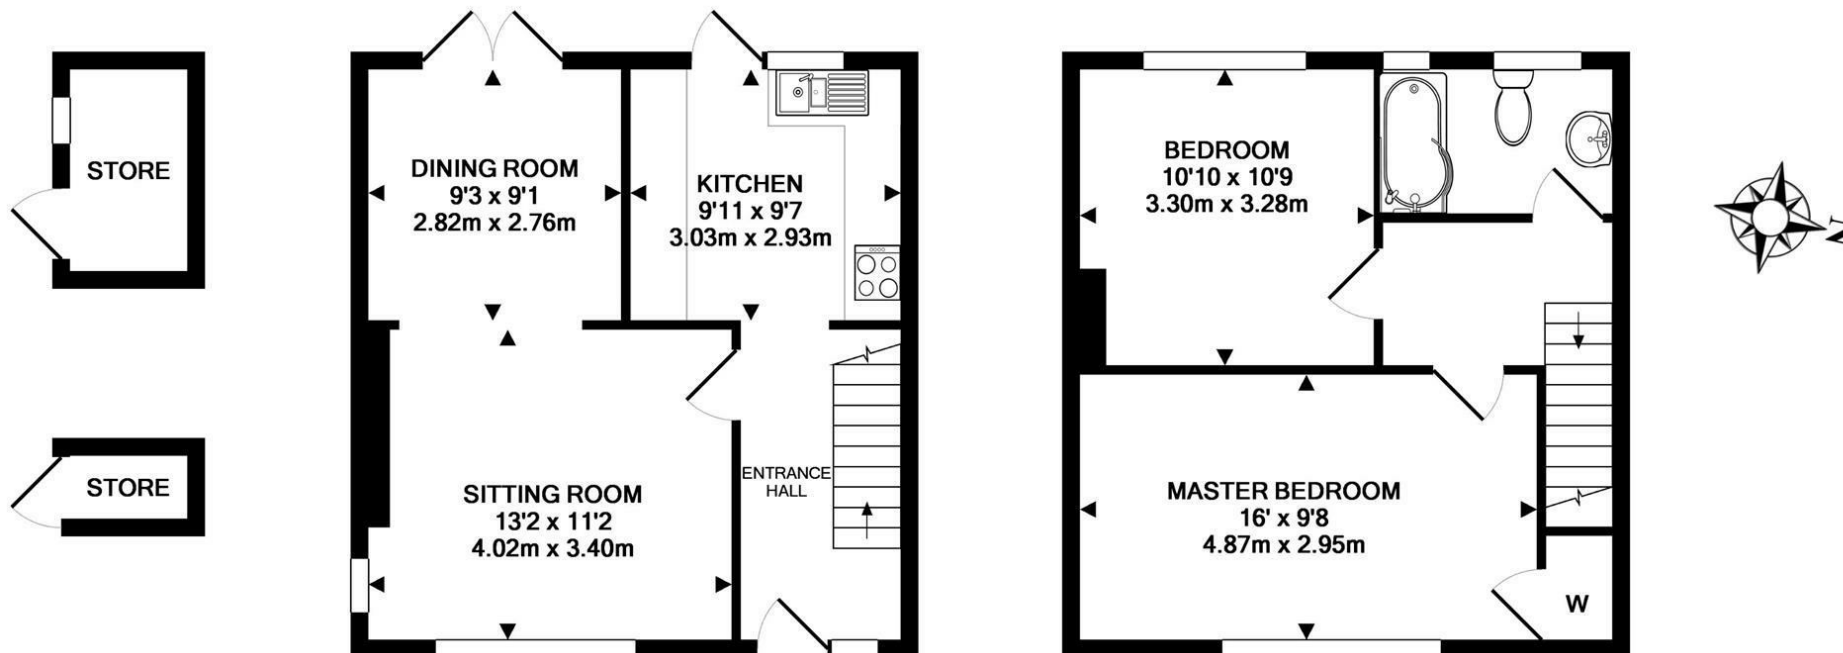 STORE
STORE
DINING ROOM
9'3 x 9'1
2.82m x 2.76m
KITCHEN
9'11 x 9'7
3.03m x 2.93m
SITTING ROOM
13'2 x 11'2
4.02m x 3.40m
ENTRANCE
HALL
BEDROOM
10'10 x 10'9
3.30m x 3.28m
MASTER BEDROOM
16' x 9'8
4.87m x 2.95m
W
N